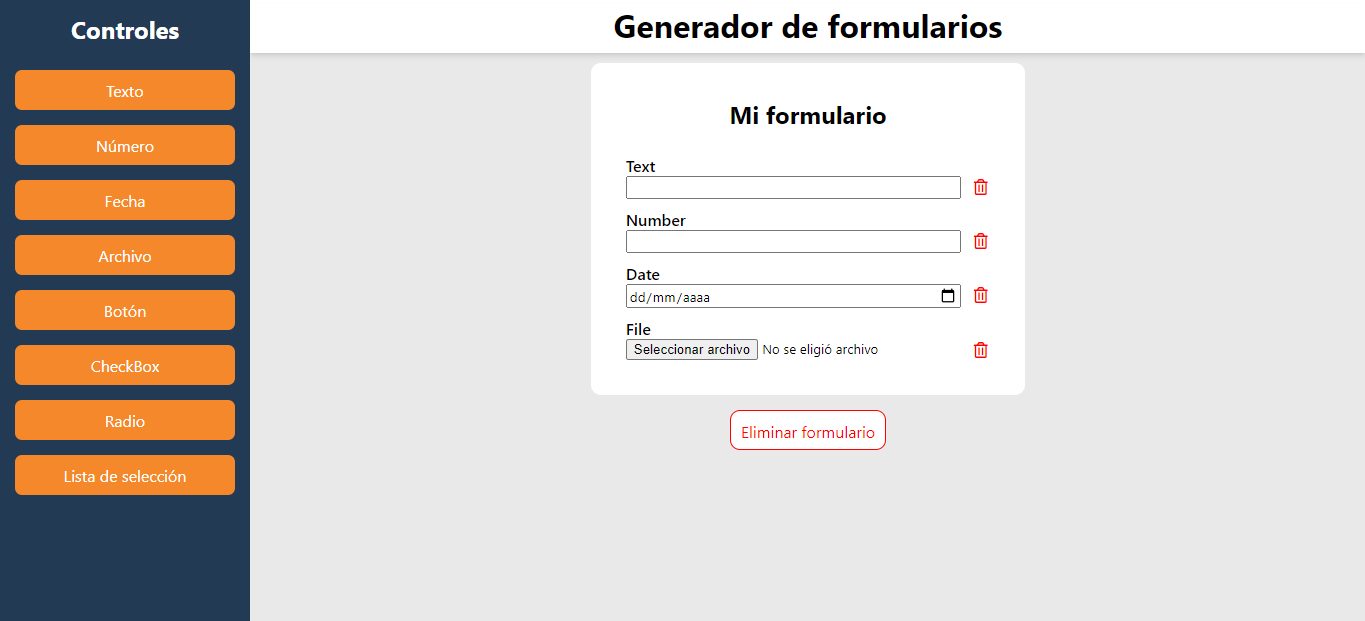 Controles
Texto
Número
Fecha
Archivo
Botón
CheckBox
Radio
Lista de selección
Generador de formularios
Mi formulario
Text
Number
Date
dd/mm/aaaa
File
Seleccionar archivo No se eligió archivo
Eliminar formulario